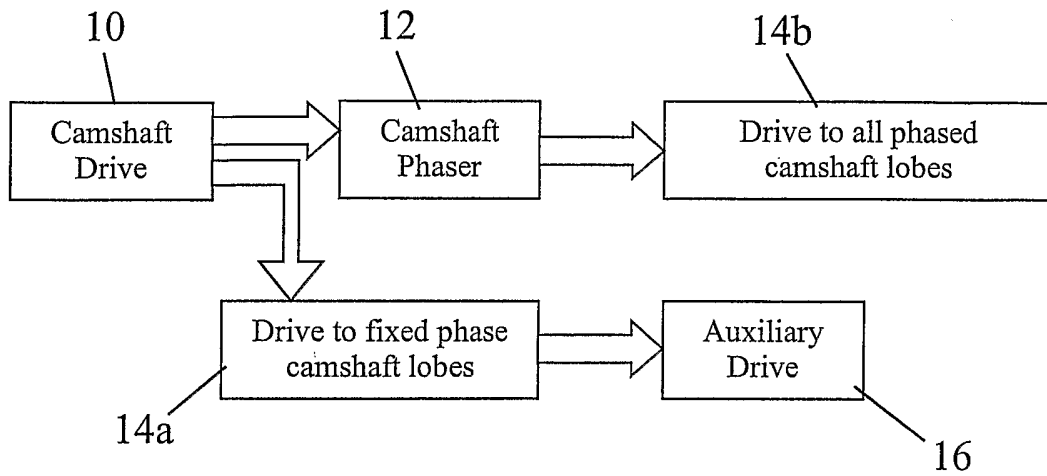 10
12
14b
Camshaft
Drive
Camshaft
Phaser
Drive to all phased
camshaft lobes
Drive to fixed phase
camshaft lobes
Auxiliary
Drive
14a
16